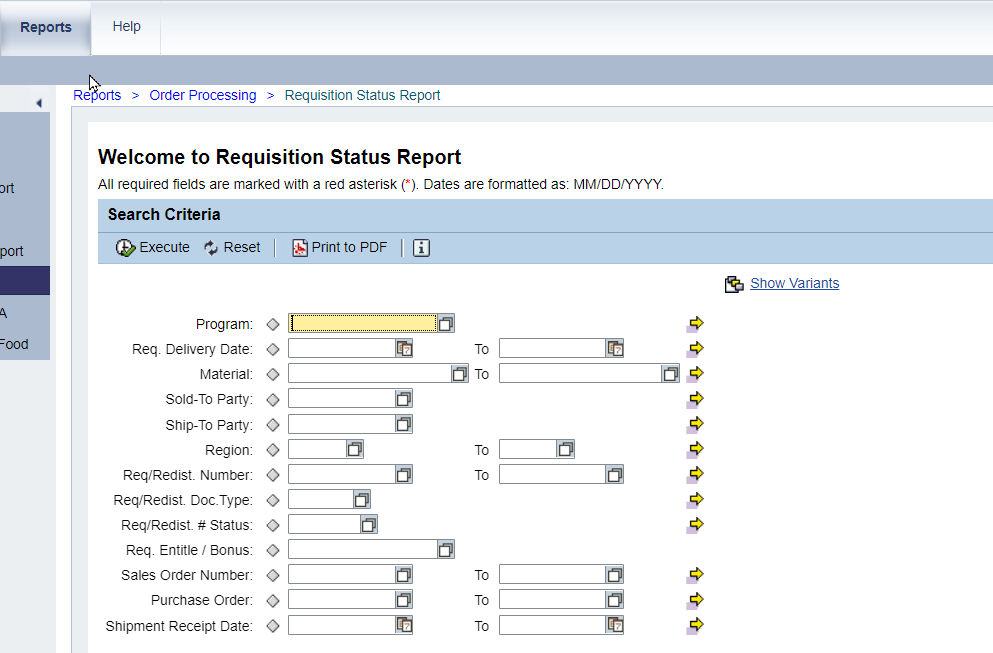 Reports Help
Reports > Order Processing > Requisition Status Report
Welcome to Requisition Status Report
All required fields are marked with a red asterisk (*). Dates are formatted as: MM/DD/YYYY.
ort
Search Criteria
Execute Reset Print to PDF
port
Show Variants
A
Program:
Food
Req. Delivery Date: To
Material: To
Sold-To Party:
Ship-To Party:
Region: To
Req/Redist. Number: To
Req/Redist. Doc.Type:
Req/Redist. # Status:
Req. Entitle / Bonus:
Sales Order Number: To
Purchase Order: To
Shipment Receipt Date: To